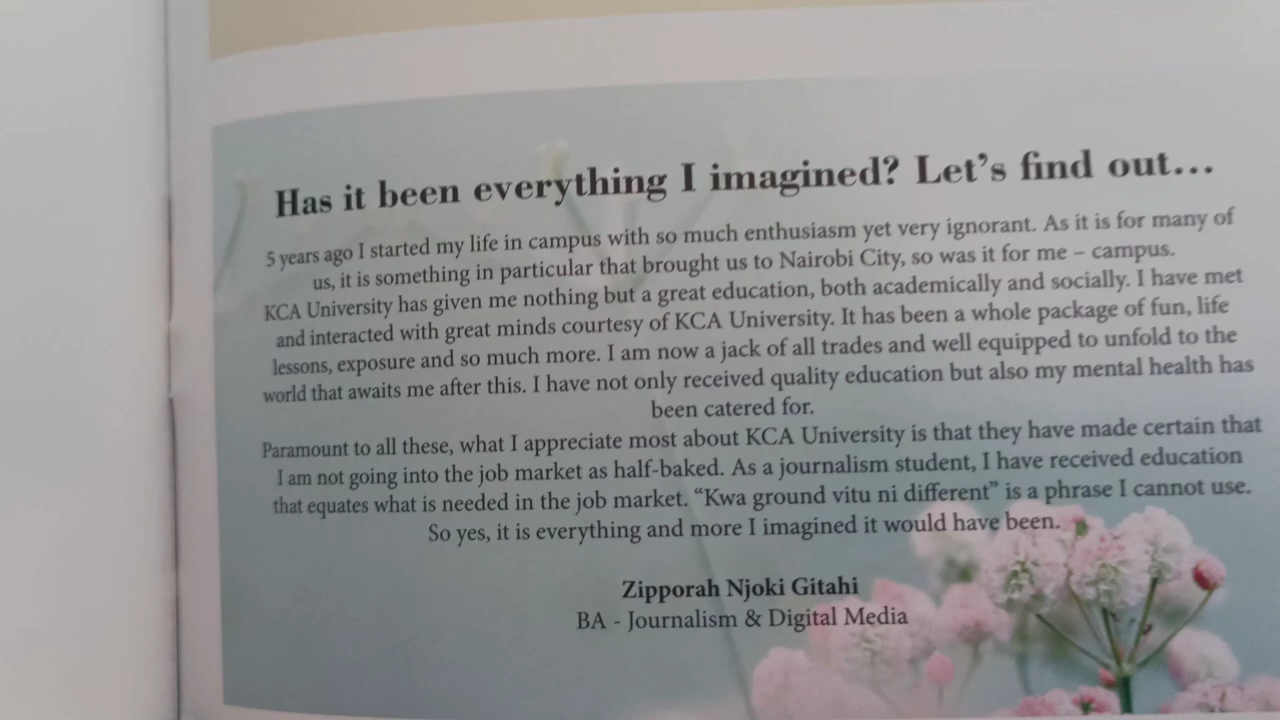 Has it been everything I imagined? Let's find out...
5 years ago I started my life in campus with so much enthusiasm yet very ignorant. As it is for many of
us, it is something in particular that brought us to Nairobi City, so was it for me – campus.
KCA University has given me nothing but a great education, both academically and socially. I have met
and interacted with great minds courtesy of KCA University. It has been a whole package of fun, life
lessons, exposure and so much more. I am now a jack of all trades and well equipped to unfold to the
world that awaits me after this. I have not only received quality education but also my mental health has
been catered for.
Paramount to all these, what I appreciate most about KCA University is that they have made certain that
I am not going into the job market as half-baked. As a journalism student, I have received education
that equates what is needed in the job market. “Kwa ground vitu ni different” is a phrase I cannot use.
So yes, it is everything and more I imagined it would have been.
Zipporah Njoki Gitahi
BA - Journalism & Digital Media